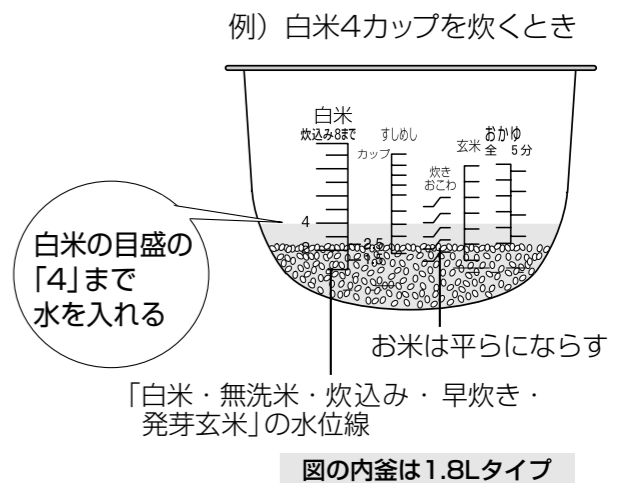 例）白米4カップを炊くとき
白米
炊込み8まで
すしめし
カップ
炊き
おこわ
玄米
おかゆ
全 5分
4
2.5
白米の目盛の
「4」まで
水を入れる
お米は平らにならす
「白米・無洗米・炊込み・早炊き・
発芽玄米」の水位線
図の内釜は1.8Lタイプ